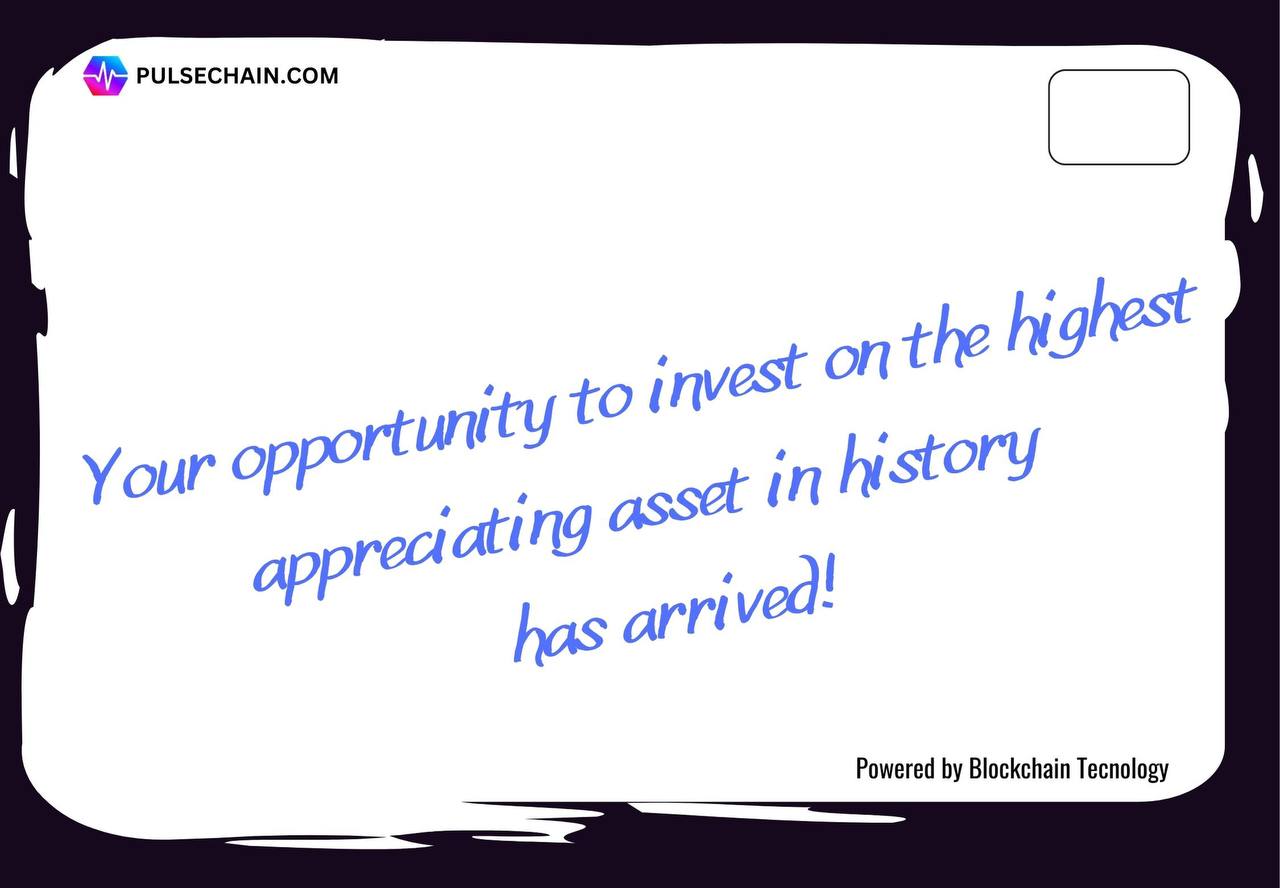 PULSECHAIN.COM
Your opportunity to invest on the highest
appreciating asset in history
has arrived!
Powered by Blockchain Tecnology